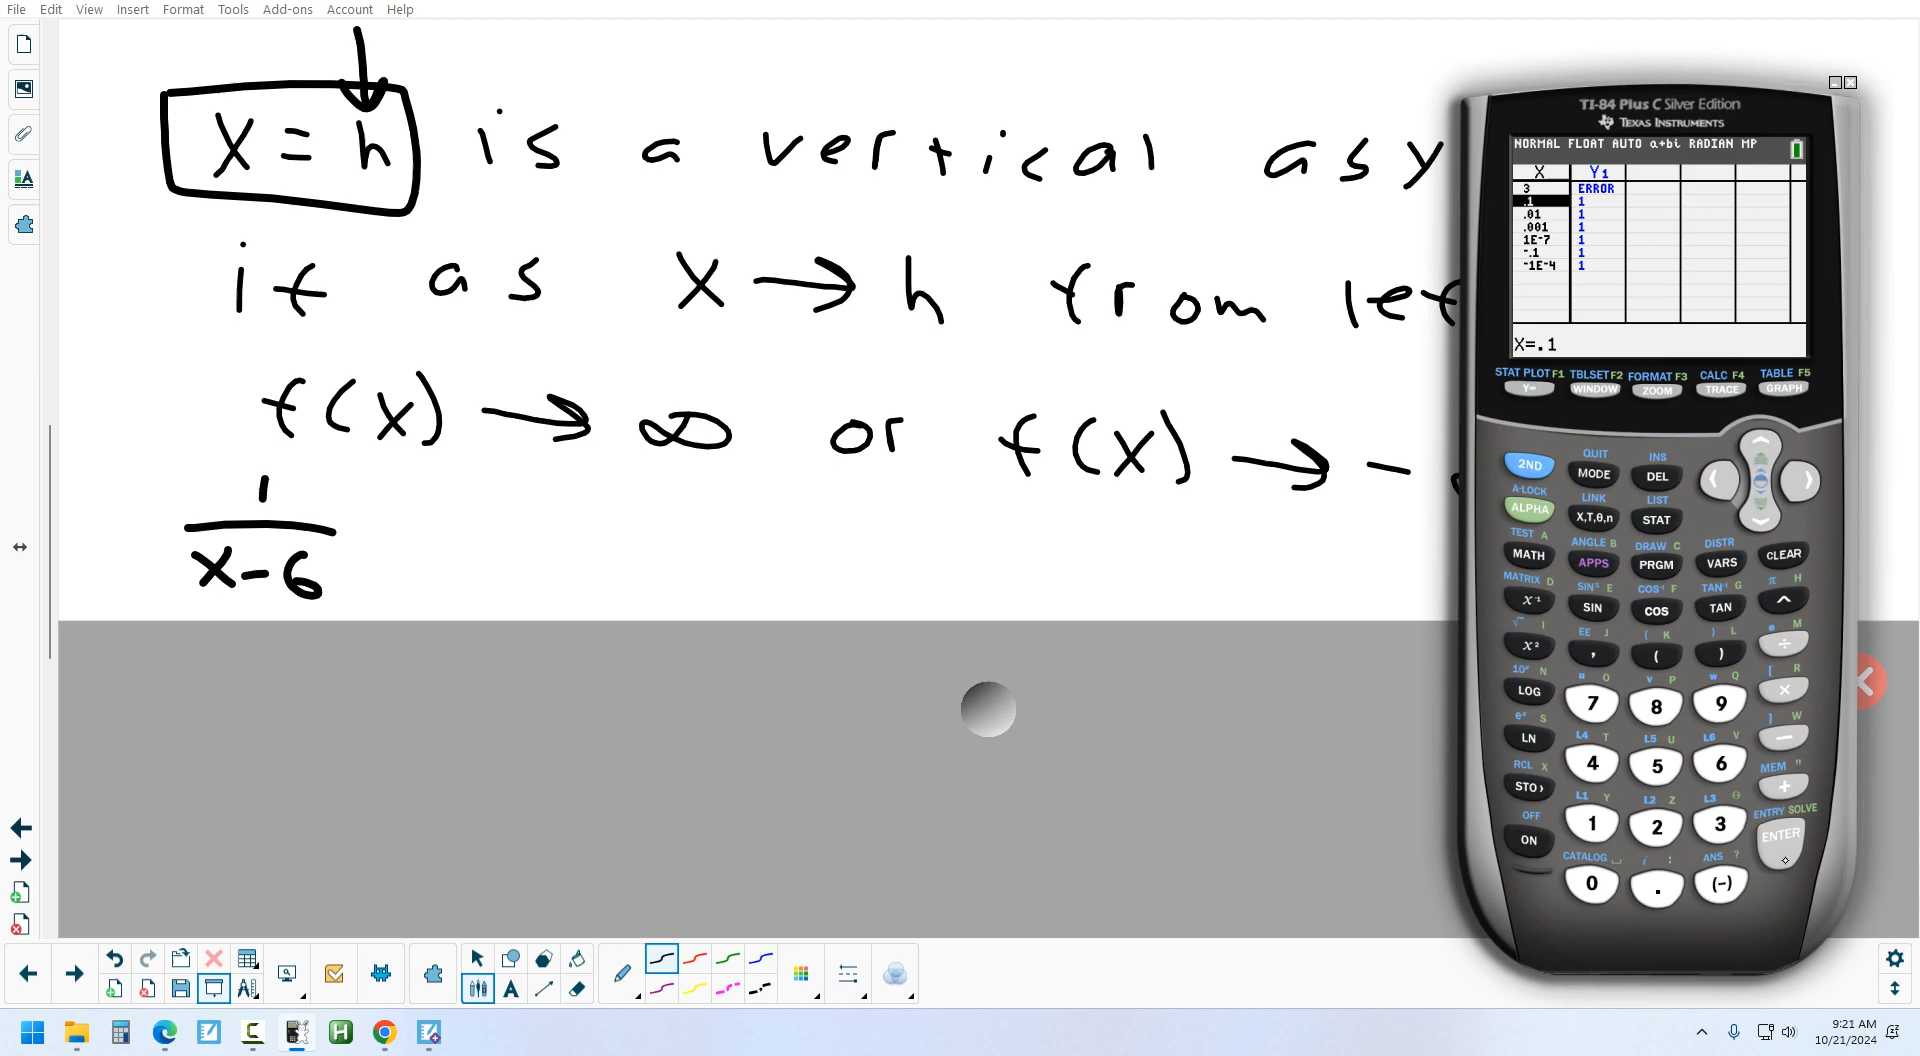 File Edit View Insert Format Tools Add-ons Account Help
X = h is a vertical asy
if as X → h from lef
f(X) → ∞ or f(X) → -
1
x-6
TI-84 Plus C Silver Edition
TEXAS INSTRUMENTS
NORMAL FLOAT AUTO a+bi RADIAN MP
X Y1
3 ERROR
.1 1
.01 1
.001 1
1E-7 1
-.1 1
-1E-4 1
X=.1
STAT PLOT F1 TBLSET F2 FORMAT F3 CALC F4 TABLE F5
Y= WINDOW ZOOM TRACE GRAPH
QUIT INS
2ND MODE DEL
A-LOCK LINK LIST
ALPHA X,T,θ,n STAT
TEST A ANGLE B DRAW C DISTR
MATH APPS PRGM VARS CLEAR
MATRIX D SIN-1 E COS-1 F TAN-1 G π H
x-1 SIN COS TAN ^
√ I EE J { K } L e M
x² , ( ) ÷
10ˣ N u O v P w Q [ R
LOG 7 8 9 ×
eˣ S L4 T L5 U L6 V ] W
LN 4 5 6 −
RCL X L1 Y L2 Z L3 θ MEM "
STO› 1 2 3 +
OFF ENTRY SOLVE
ON ENTER
CATALOG i : ANS ?
0 . (-)
A
H
9:21 AM
10/21/2024